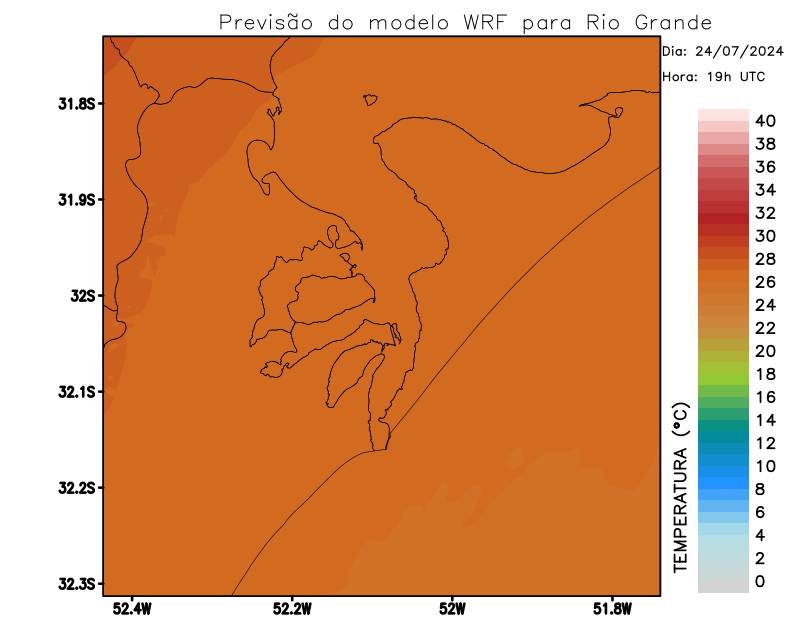 Previsão do modelo WRF para Rio Grande
Dia: 24/07/2024
Hora: 19h UTC
31.8S
31.9S
32S
32.1S
32.2S
32.3S
52.4W
52.2W
52W
51.8W
40
38
36
34
32
30
28
26
24
22
20
18
16
14
12
10
8
6
4
2
0
TEMPERATURA (°C)